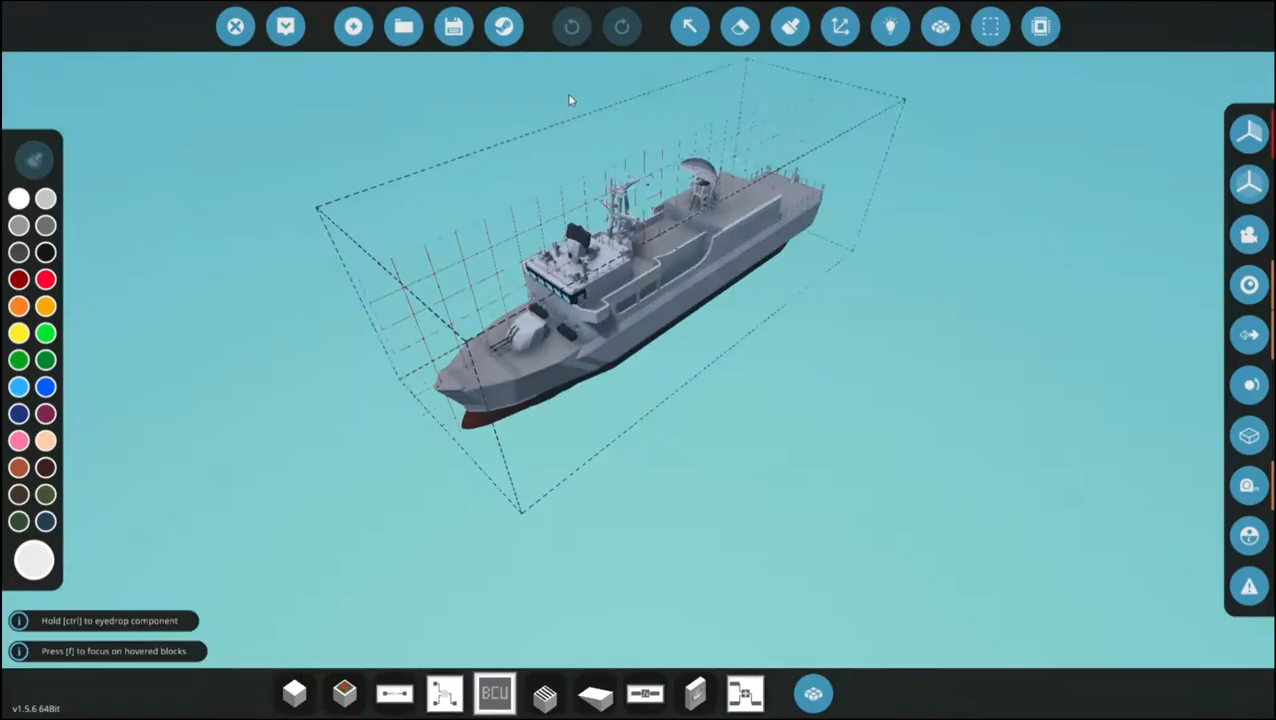 Hold [ctrl] to eyedrop component
Press [f] to focus on hovered blocks
BCU
v1.5.6 64Bit